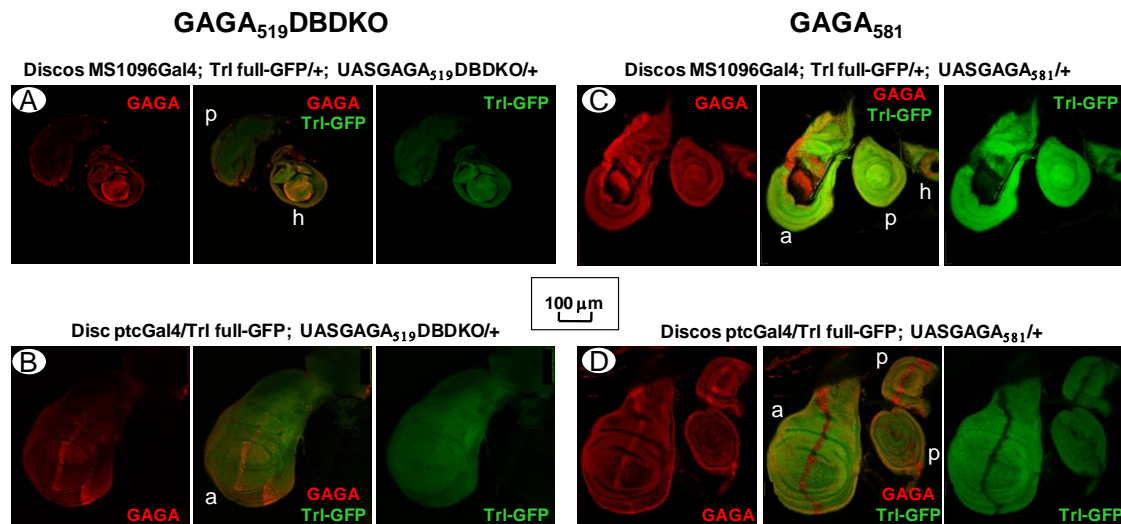 GAGA519DBDKO
GAGA581
Discos MS1096Gal4; Trl full-GFP/+; UASGAGA519DBDKO/+
A
GAGA
p
GAGA
Trl-GFP
h
Trl-GFP
Discos MS1096Gal4; Trl full-GFP/+; UASGAGA581/+
C
GAGA
GAGA
Trl-GFP
a
p
h
Trl-GFP
100 µm
Disc ptcGal4/Trl full-GFP; UASGAGA519DBDKO/+
B
GAGA
a
GAGA
Trl-GFP
Trl-GFP
Discos ptcGal4/Trl full-GFP; UASGAGA581/+
D
GAGA
p
a
p
GAGA
Trl-GFP
Trl-GFP